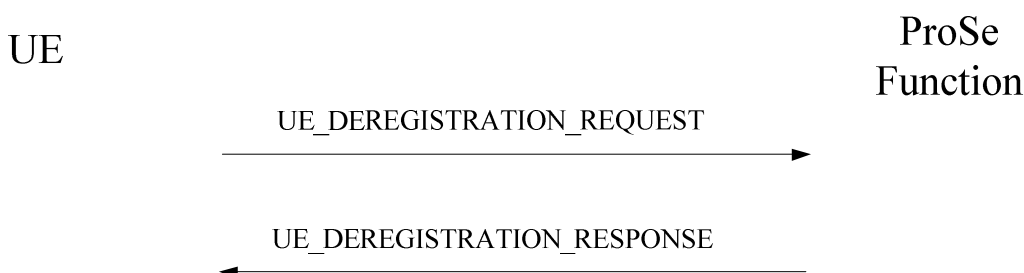 UE
ProSe
Function
UE_DEREGISTRATION_REQUEST
UE_DEREGISTRATION_RESPONSE